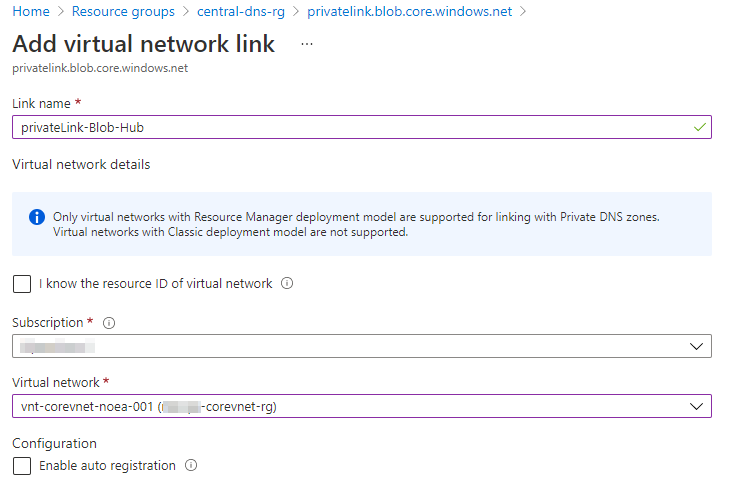 Home > Resource groups > central-dns-rg > privatelink.blob.core.windows.net >
Add virtual network link ...
privatelink.blob.core.windows.net
Link name *
privateLink-Blob-Hub
Virtual network details
Only virtual networks with Resource Manager deployment model are supported for linking with Private DNS zones.
Virtual networks with Classic deployment model are not supported.
I know the resource ID of virtual network
Subscription *
Virtual network *
vnt-corevnet-noea-001 ( -corevnet-rg)
Configuration
Enable auto registration